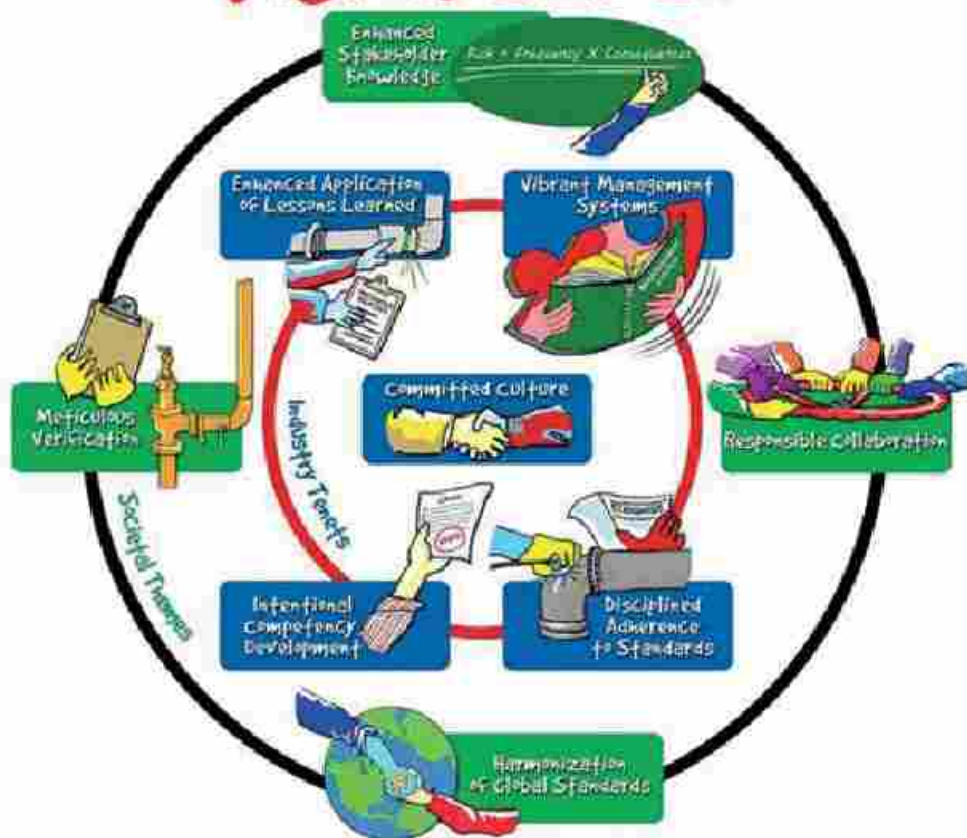 Enhanced
Stakeholder
Knowledge
Risk = Frequency X Consequences
Enhanced Application
of Lessons Learned
Vibrant Management
Systems
Committed Culture
Meticulous
Verification
Responsible Collaboration
Industry Tenets
Societal Themes
Intentional
Competency
Development
Disciplined
Adherence
to Standards
Harmonization
of Global Standards